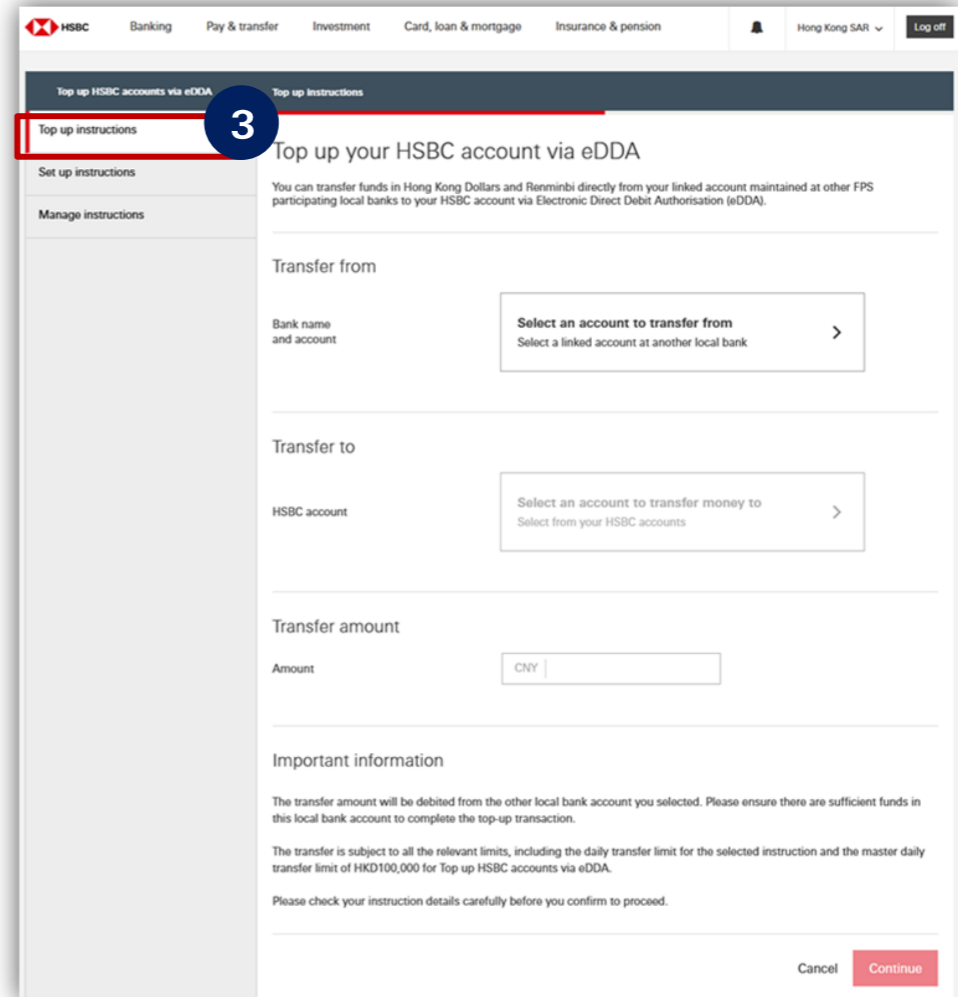 HSBC Banking Pay & transfer Investment Card, loan & mortgage Insurance & pension Hong Kong SAR Log off
Top up HSBC accounts via eDDA Top up instructions
Top up instructions
3
Set up instructions
Manage instructions
Top up your HSBC account via eDDA
You can transfer funds in Hong Kong Dollars and Renminbi directly from your linked account maintained at other FPS
participating local banks to your HSBC account via Electronic Direct Debit Authorisation (eDDA).
Transfer from
Bank name
and account
Select an account to transfer from
Select a linked account at another local bank
Transfer to
HSBC account
Select an account to transfer money to
Select from your HSBC accounts
Transfer amount
Amount
CNY
Important information
The transfer amount will be debited from the other local bank account you selected. Please ensure there are sufficient funds in
this local bank account to complete the top-up transaction.
The transfer is subject to all the relevant limits, including the daily transfer limit for the selected instruction and the master daily
transfer limit of HKD100,000 for Top up HSBC accounts via eDDA.
Please check your instruction details carefully before you confirm to proceed.
Cancel Continue